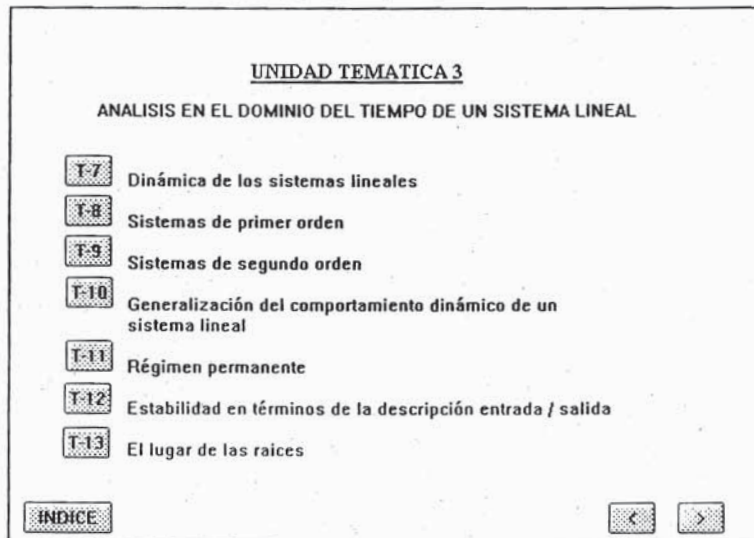 UNIDAD TEMATICA 3
ANALISIS EN EL DOMINIO DEL TIEMPO DE UN SISTEMA LINEAL
T-7 Dinámica de los sistemas lineales
T-8 Sistemas de primer orden
T-9 Sistemas de segundo orden
T-10 Generalización del comportamiento dinámico de un
sistema lineal
T-11 Régimen permanente
T-12 Estabilidad en términos de la descripción entrada / salida
T-13 El lugar de las raices
INDICE < >